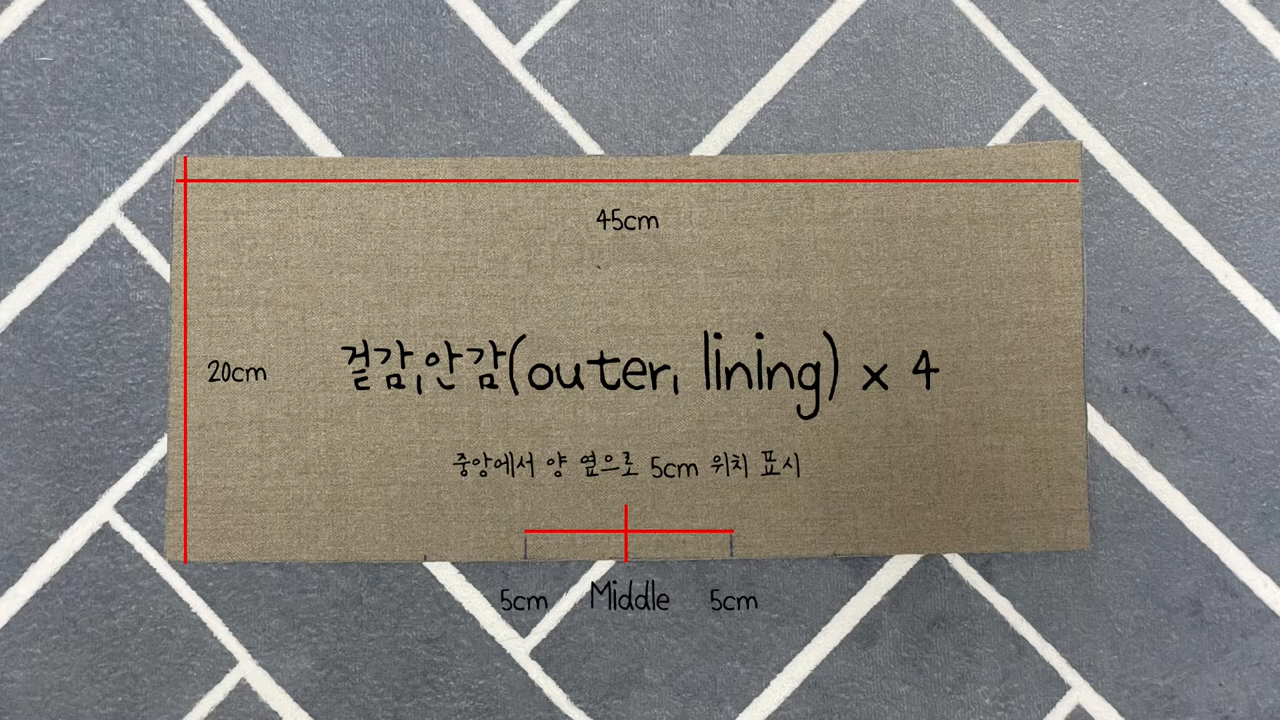 45cm
20cm
겉감,안감(outer, lining) x 4
중앙에서 양 옆으로 5cm 위치 표시
5cm Middle 5cm